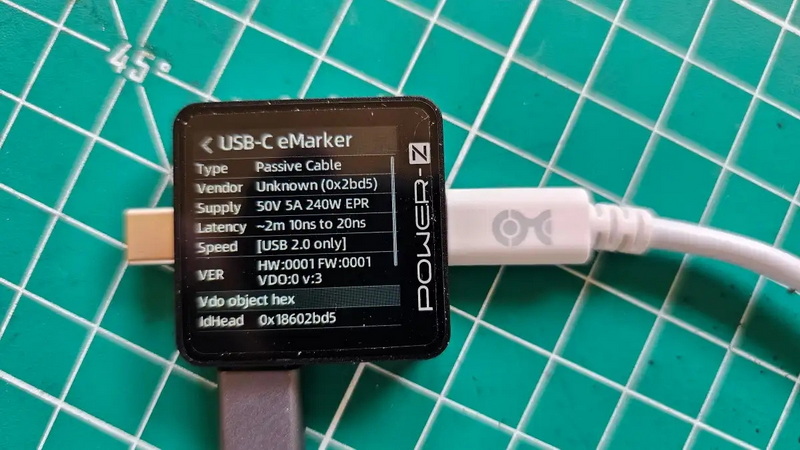 45°
< USB-C eMarker
Type Passive Cable
Vendor Unknown (0x2bd5)
Supply 50V 5A 240W EPR
Latency ~2m 10ns to 20ns
Speed [USB 2.0 only]
VER HW:0001 FW:0001
VDO:0 v:3
Vdo object hex
IdHead 0x18602bd5
POWER-Z